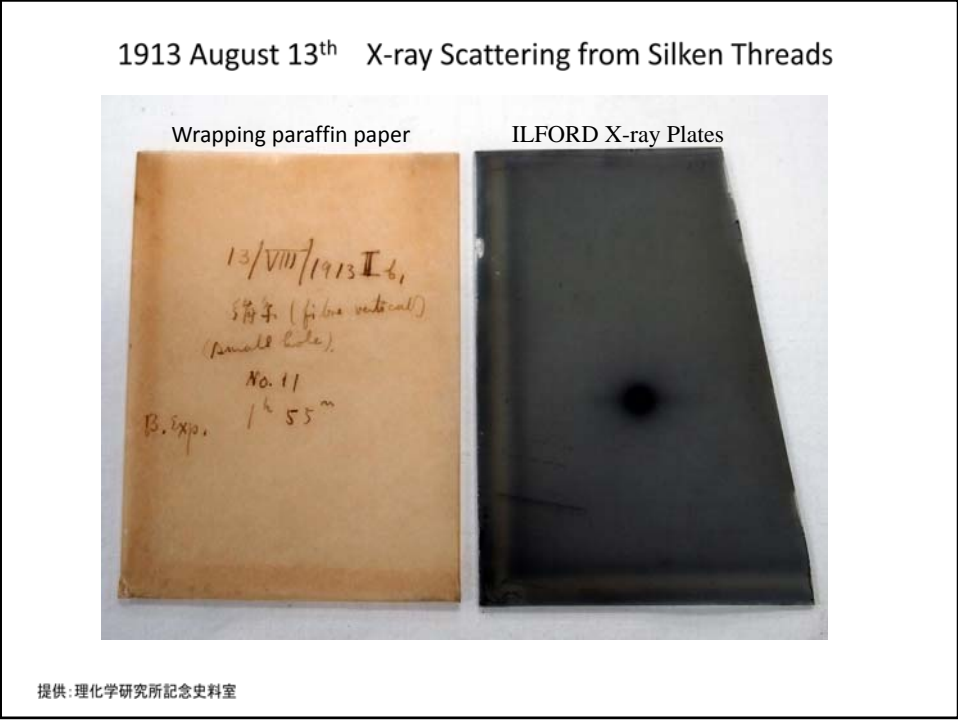 1913 August 13th X-ray Scattering from Silken Threads
Wrapping paraffin paper
ILFORD X-ray Plates
13/VIII/1913 II b,
絹糸 (fibre vertical)
(small hole).
No. 11
B. Exp. 1h 55m
提供:理化学研究所記念史料室